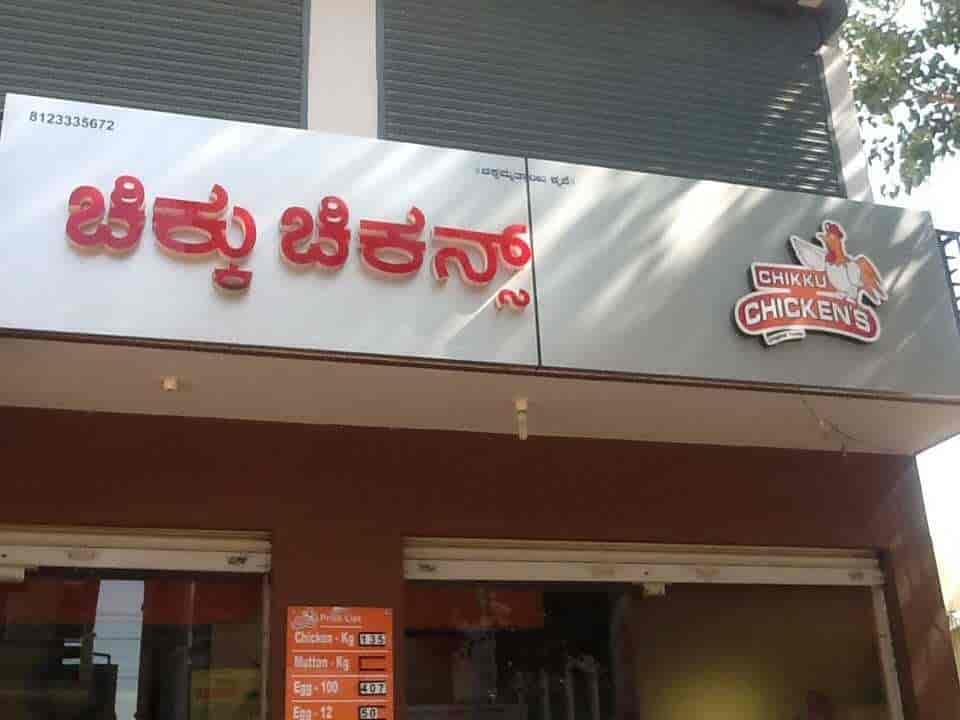 8123335672
ಚಿಕ್ಕು ಚಿಕನ್ಸ್
CHIKKU
CHICKEN'S
Price List
Chicken - Kg 135
Mutton - Kg
Egg - 100 407
Egg - 12 50